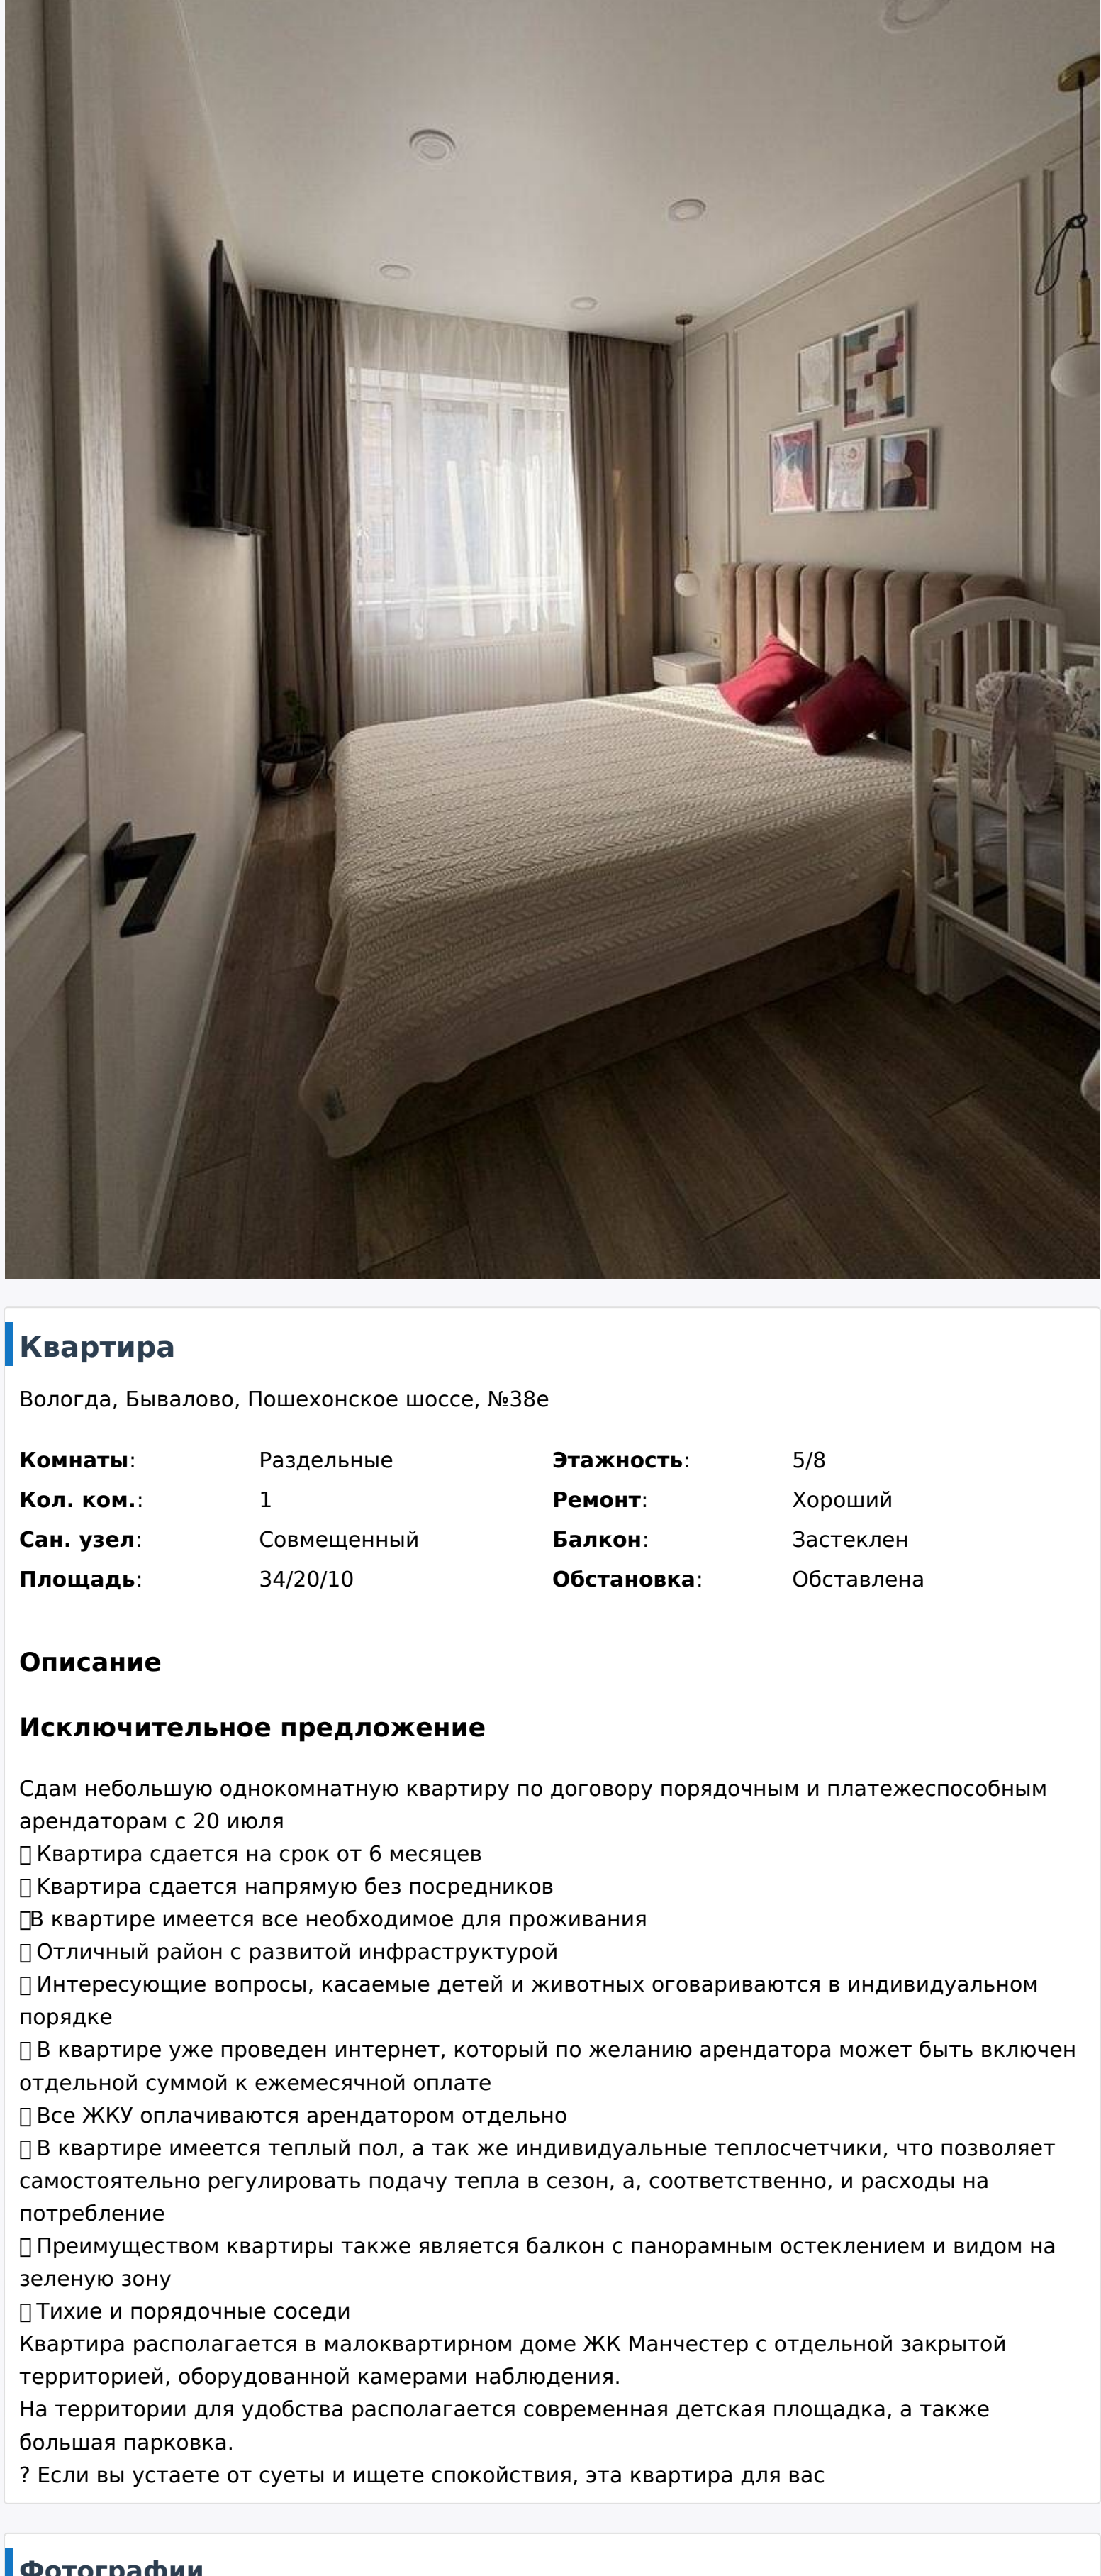 Квартира
Вологда, Бывалово, Пошехонское шоссе, №38е
Комнаты: Раздельные Этажность: 5/8
Кол. ком.: 1 Ремонт: Хороший
Сан. узел: Совмещенный Балкон: Застеклен
Площадь: 34/20/10 Обстановка: Обставлена
Описание
Исключительное предложение
Сдам небольшую однокомнатную квартиру по договору порядочным и платежеспособным
арендаторам с 20 июля
Квартира сдается на срок от 6 месяцев
Квартира сдается напрямую без посредников
В квартире имеется все необходимое для проживания
Отличный район с развитой инфраструктурой
Интересующие вопросы, касаемые детей и животных оговариваются в индивидуальном
порядке
В квартире уже проведен интернет, который по желанию арендатора может быть включен
отдельной суммой к ежемесячной оплате
Все ЖКУ оплачиваются арендатором отдельно
В квартире имеется теплый пол, а так же индивидуальные теплосчетчики, что позволяет
самостоятельно регулировать подачу тепла в сезон, а, соответственно, и расходы на
потребление
Преимуществом квартиры также является балкон с панорамным остеклением и видом на
зеленую зону
Тихие и порядочные соседи
Квартира располагается в малоквартирном доме ЖК Манчестер с отдельной закрытой
территорией, оборудованной камерами наблюдения.
На территории для удобства располагается современная детская площадка, а также
большая парковка.
? Если вы устаете от суеты и ищете спокойствия, эта квартира для вас
Фотографии